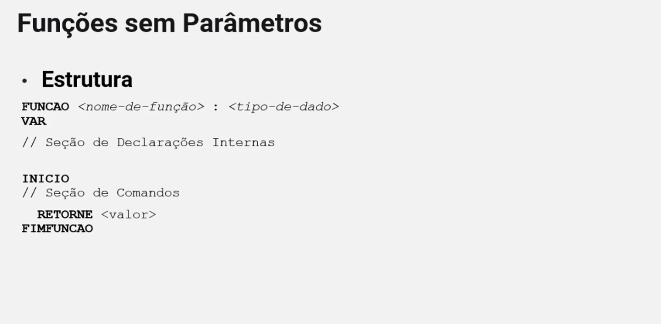 Funções sem Parâmetros
• Estrutura
FUNCAO <nome-de-função> : <tipo-de-dado>
VAR
// Seção de Declarações Internas
INICIO
// Seção de Comandos
RETORNE <valor>
FIMFUNCAO